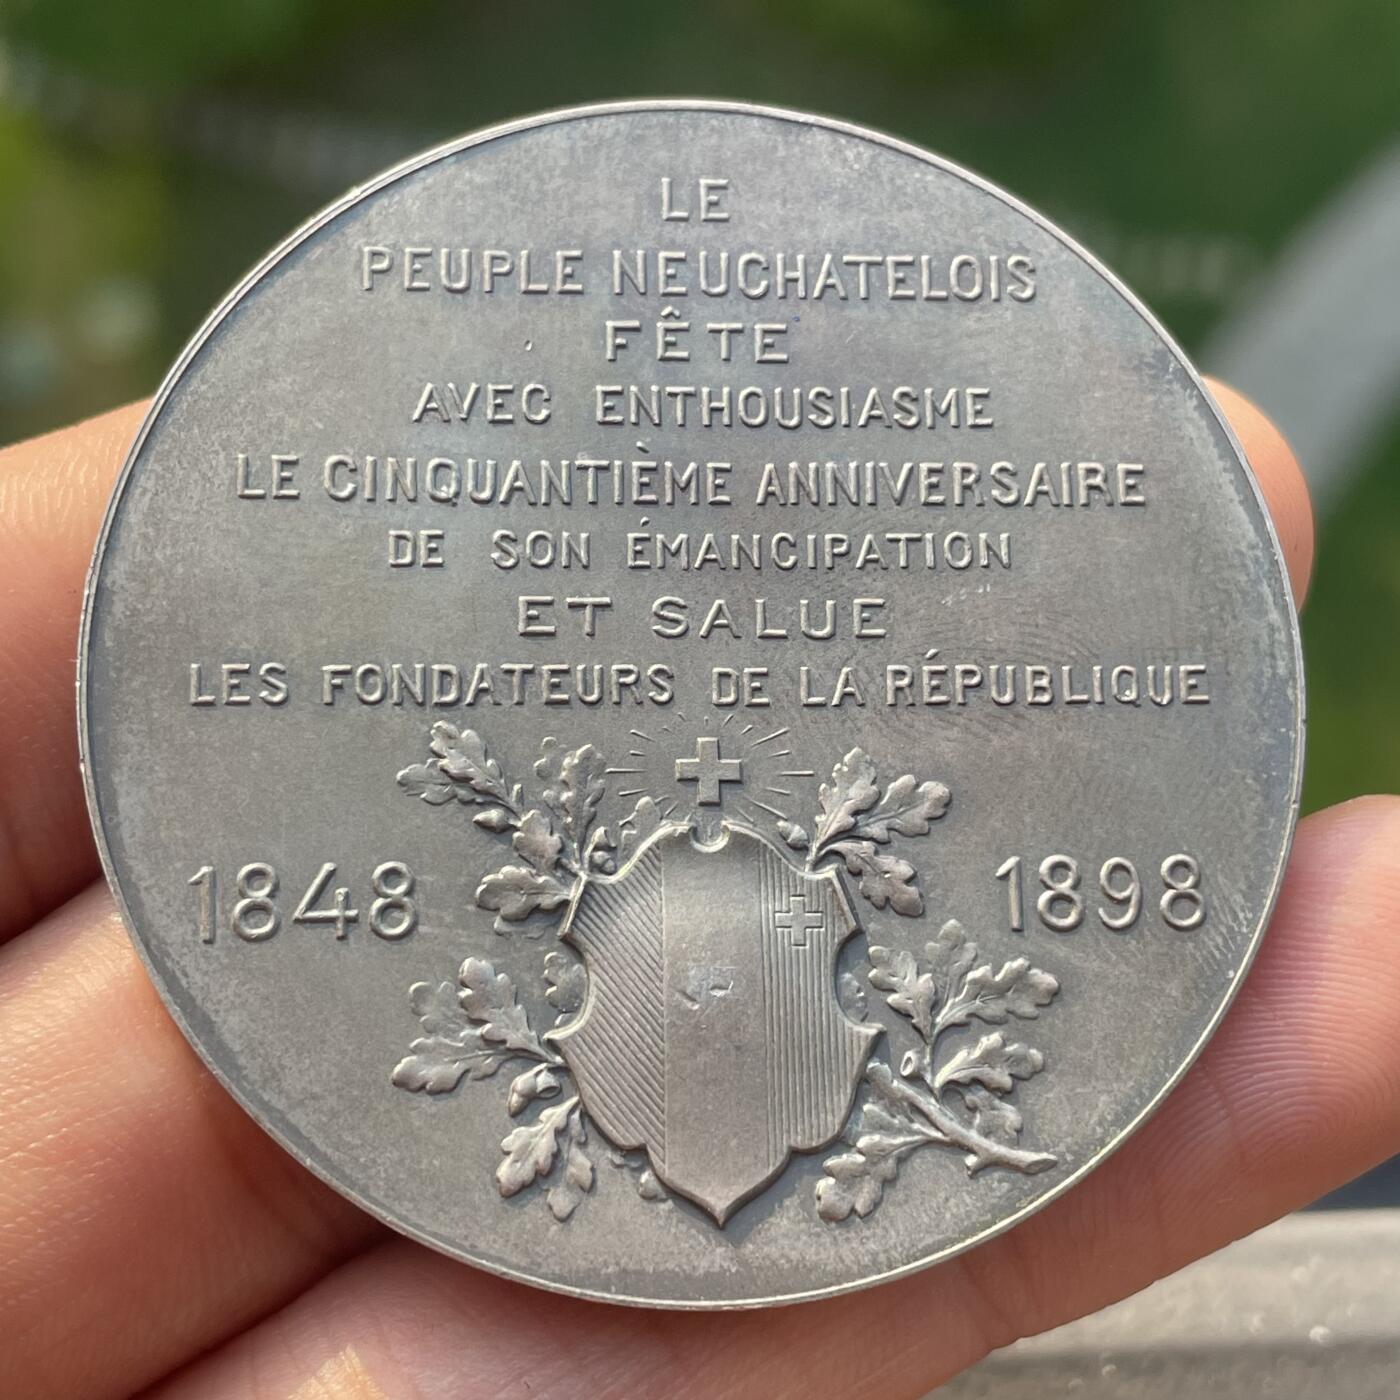 LE
PEUPLE NEUCHATELOIS
FÊTE
AVEC ENTHOUSIASME
LE CINQUANTIÈME ANNIVERSAIRE
DE SON ÉMANCIPATION
ET SALUE
LES FONDATEURS DE LA RÉPUBLIQUE
1848 1898